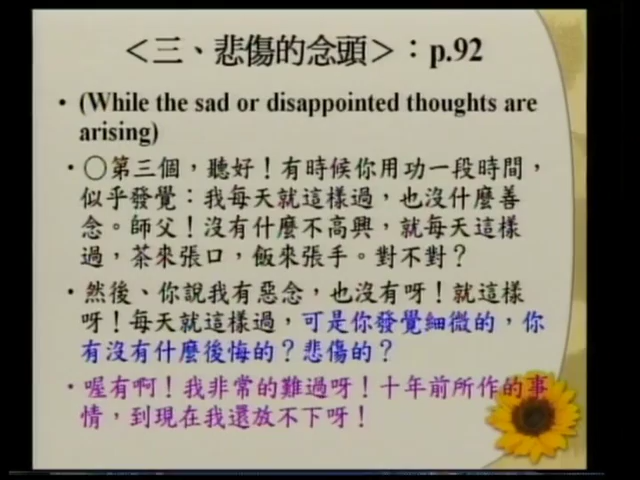 ＜三、悲傷的念頭＞：p.92
• (While the sad or disappointed thoughts are
arising)
• ○第三個，聽好！有時候你用功一段時間，
似乎發覺：我每天就這樣過，也沒什麼善
念。師父！沒有什麼不高興，就每天這樣
過，茶來張口，飯來張手。對不對？
• 然後、你說我有惡念，也沒有呀！就這樣
呀！每天就這樣過，可是你發覺細微的，你
有沒有什麼後悔的？悲傷的？
• 喔有啊！我非常的難過呀！十年前所作的事
情，到現在我還放不下呀！